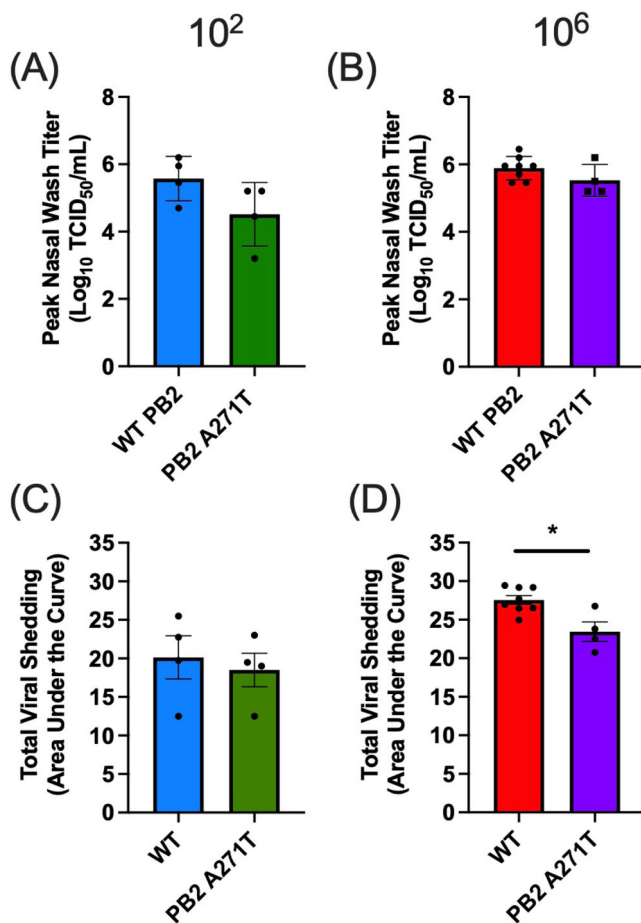 10²
10⁶
(A)
Peak Nasal Wash Titer
(Log₁₀ TCID₅₀/mL)
8
6
4
2
0
WT PB2
PB2 A271T
(B)
Peak Nasal Wash Titer
(Log₁₀ TCID₅₀/mL)
8
6
4
2
0
WT PB2
PB2 A271T
(C)
Total Viral Shedding
(Area Under the Curve)
35
30
25
20
15
10
5
0
WT
PB2 A271T
(D)
Total Viral Shedding
(Area Under the Curve)
35
30
25
20
15
10
5
0
*
WT
PB2 A271T